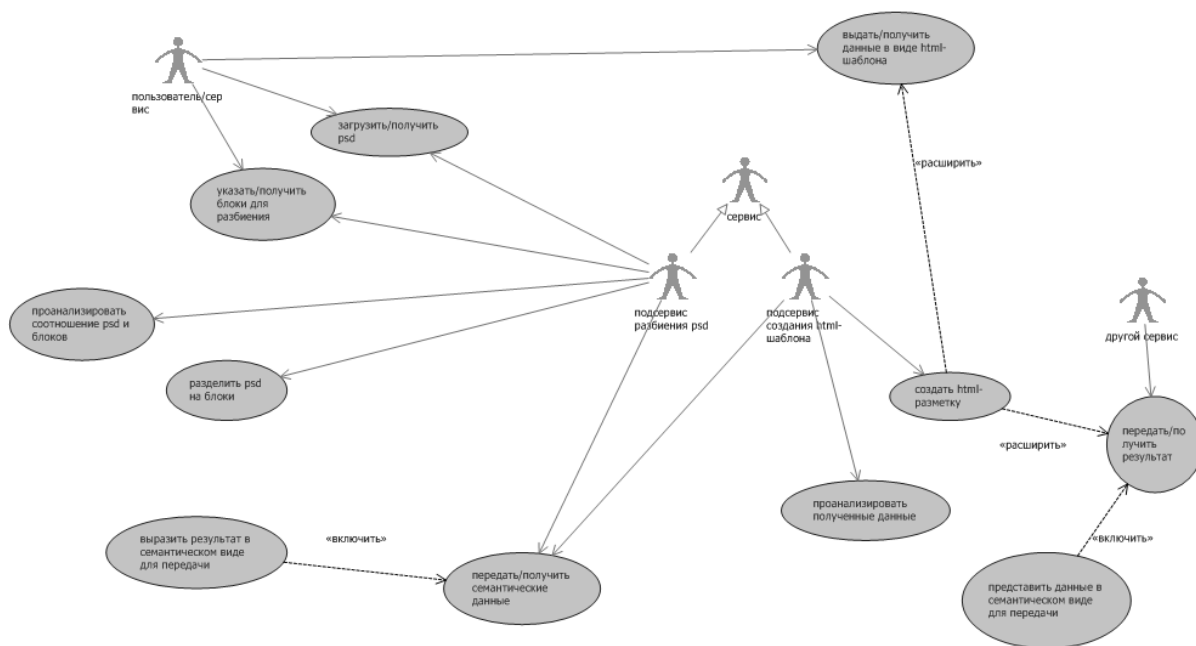 выдать/получить
данные в виде html-
шаблона
пользователь/сер
вис
загрузить/получить
psd
«расширить»
указать/получить
блоки для
разбиения
сервис
проанализировать
соотношение psd и
блоков
подсервис
разбиения psd
подсервис
создания html-
шаблона
другой сервис
разделить psd
на блоки
создать html-
разметку
передать/по
лучить
результат
«расширить»
проанализировать
полученные данные
выразить результат в
семантическом виде
для передачи
«включить»
«включить»
передать/получить
семантические
данные
представить данные в
семантическом виде
для передачи